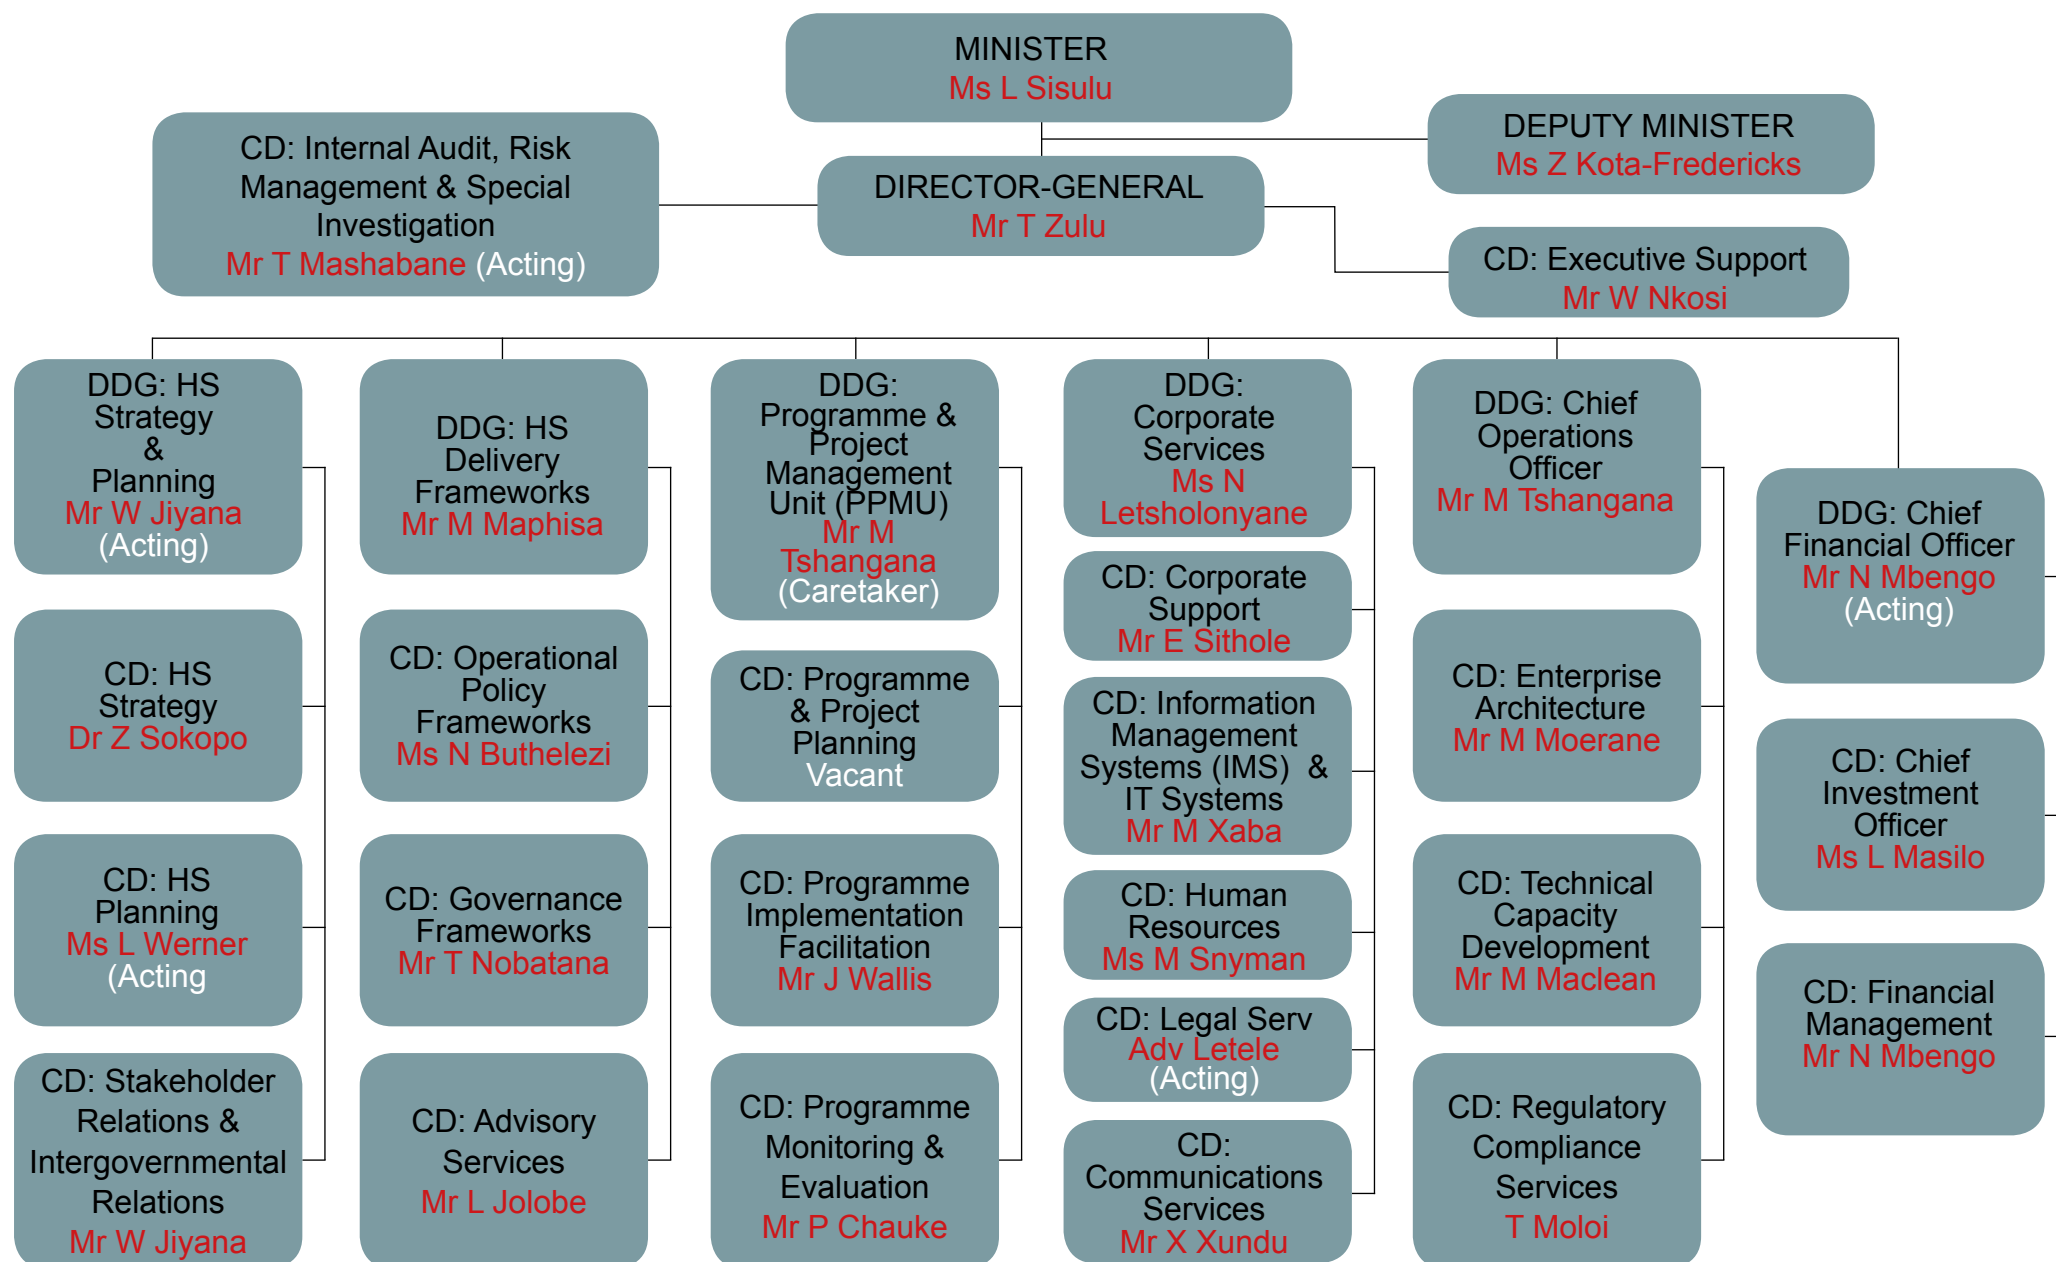 MINISTER
Ms L Sisulu
DEPUTY MINISTER
Ms Z Kota-Fredericks
CD: Internal Audit, Risk
Management & Special
Investigation
Mr T Mashabane (Acting)
DIRECTOR-GENERAL
Mr T Zulu
CD: Executive Support
Mr W Nkosi
DDG: HS
Strategy
&
Planning
Mr W Jiyana
(Acting)
CD: HS
Strategy
Dr Z Sokopo
CD: HS
Planning
Ms L Werner
(Acting
CD: Stakeholder
Relations &
Intergovernmental
Relations
Mr W Jiyana
DDG: HS
Delivery
Frameworks
Mr M Maphisa
CD: Operational
Policy
Frameworks
Ms N Buthelezi
CD: Governance
Frameworks
Mr T Nobatana
CD: Advisory
Services
Mr L Jolobe
DDG:
Programme &
Project
Management
Unit (PPMU)
Mr M
Tshangana
(Caretaker)
CD: Programme
& Project
Planning
Vacant
CD: Programme
Implementation
Facilitation
Mr J Wallis
CD: Programme
Monitoring &
Evaluation
Mr P Chauke
DDG:
Corporate
Services
Ms N
Letsholonyane
CD: Corporate
Support
Mr E Sithole
CD: Information
Management
Systems (IMS)  &
IT Systems
Mr M Xaba
CD: Human
Resources
Ms M Snyman
CD: Legal Serv
Adv Letele
(Acting)
CD:
Communications
Services
Mr X Xundu
DDG: Chief
Operations
Officer
Mr M Tshangana
CD: Enterprise
Architecture
Mr M Moerane
CD: Technical
Capacity
Development
Mr M Maclean
CD: Regulatory
Compliance
Services
T Moloi
DDG: Chief
Financial Officer
Mr N Mbengo
(Acting)
CD: Chief
Investment
Officer
Ms L Masilo
CD: Financial
Management
Mr N Mbengo